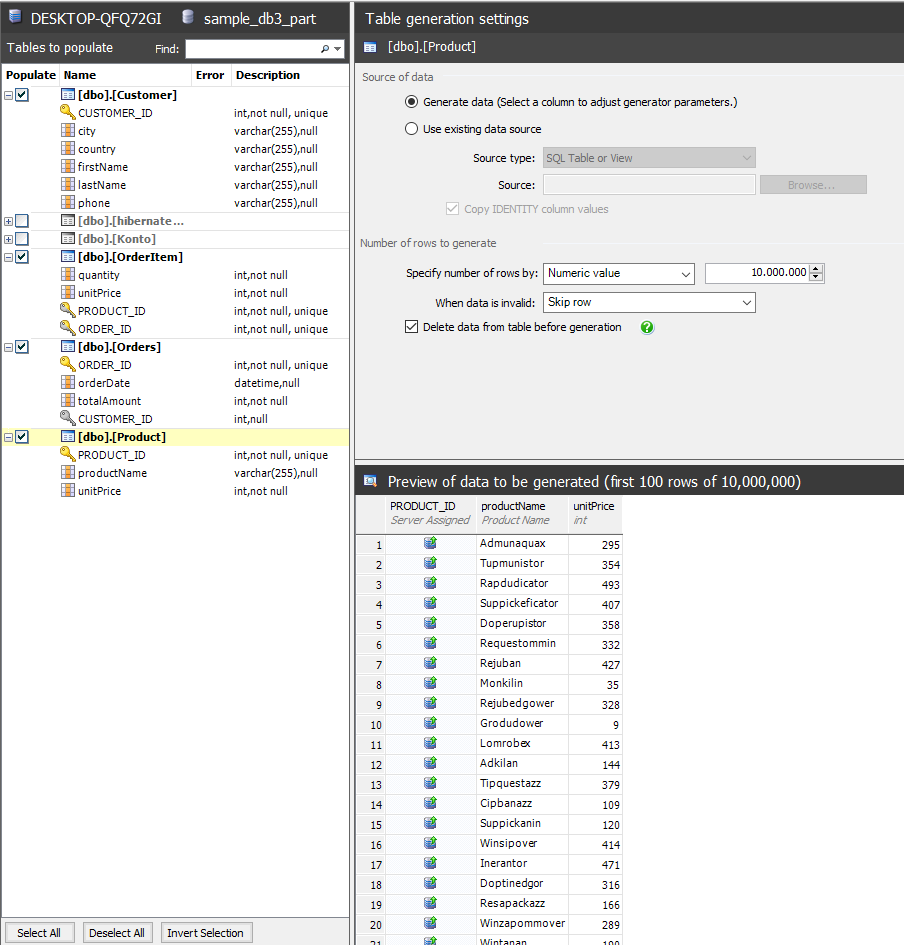 DESKTOP-QFQ72GI sample_db3_part
Tables to populate Find:
Populate Name Error Description
[dbo].[Customer]
CUSTOMER_ID int,not null, unique
city varchar(255),null
country varchar(255),null
firstName varchar(255),null
lastName varchar(255),null
phone varchar(255),null
[dbo].[hibernate...
[dbo].[Konto]
[dbo].[OrderItem]
quantity int,not null
unitPrice int,not null
PRODUCT_ID int,not null, unique
ORDER_ID int,not null, unique
[dbo].[Orders]
ORDER_ID int,not null, unique
orderDate datetime,null
totalAmount int,not null
CUSTOMER_ID int,null
[dbo].[Product]
PRODUCT_ID int,not null, unique
productName varchar(255),null
unitPrice int,not null
Select All Deselect All Invert Selection
Table generation settings
[dbo].[Product]
Source of data
Generate data (Select a column to adjust generator parameters.)
Use existing data source
Source type: SQL Table or View
Source: Browse...
Copy IDENTITY column values
Number of rows to generate
Specify number of rows by: Numeric value 10.000.000
When data is invalid: Skip row
Delete data from table before generation ?
Preview of data to be generated (first 100 rows of 10,000,000)
PRODUCT_ID productName unitPrice
Server Assigned Product Name int
1 Admunaquax 295
2 Tupmunistor 354
3 Rapdudicator 493
4 Suppickeficator 407
5 Doperupistor 358
6 Requestommin 332
7 Rejuban 427
8 Monkilin 35
9 Rejubedgower 328
10 Grodudower 9
11 Lomrobex 413
12 Adkilan 144
13 Tipquestazz 379
14 Cipbanazz 109
15 Suppickanin 120
16 Winsipover 414
17 Inerantor 471
18 Doptinedgor 316
19 Resapackazz 166
20 Winzapommover 289
21 Wintanan 190